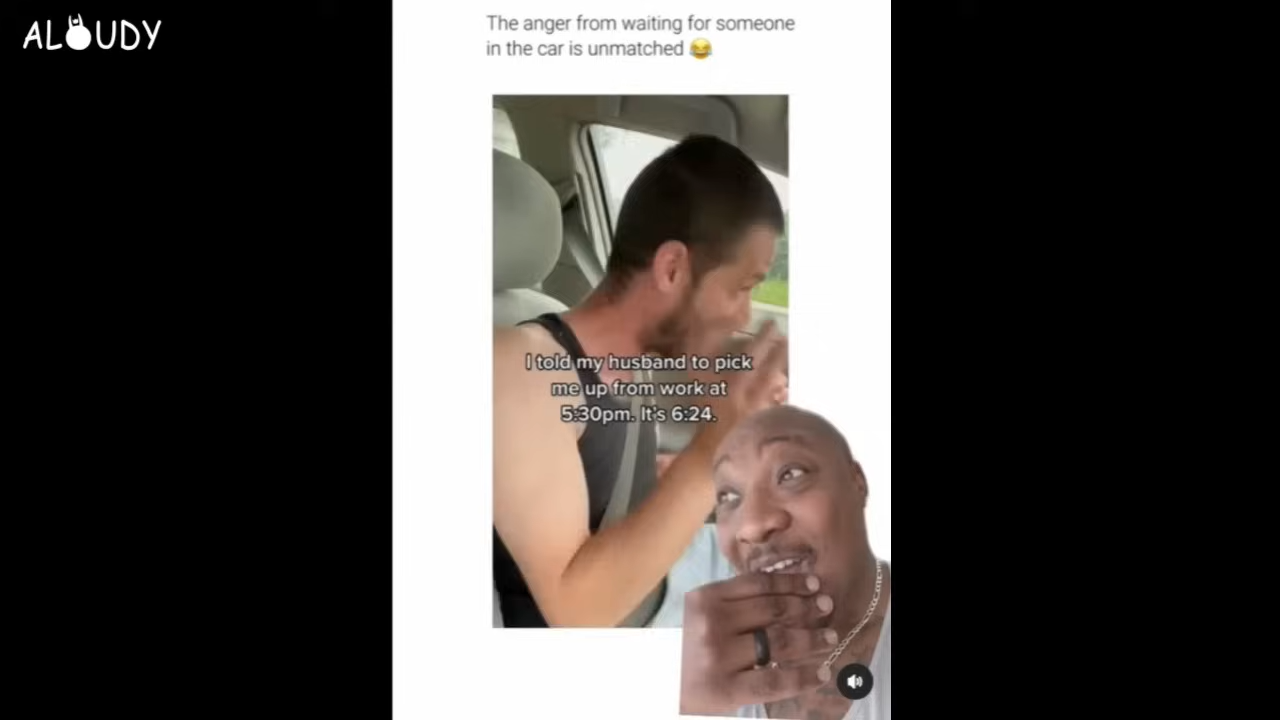 ALOUDY
The anger from waiting for someone
in the car is unmatched 😂
I told my husband to pick
me up from work at
5:30pm. It's 6:24.